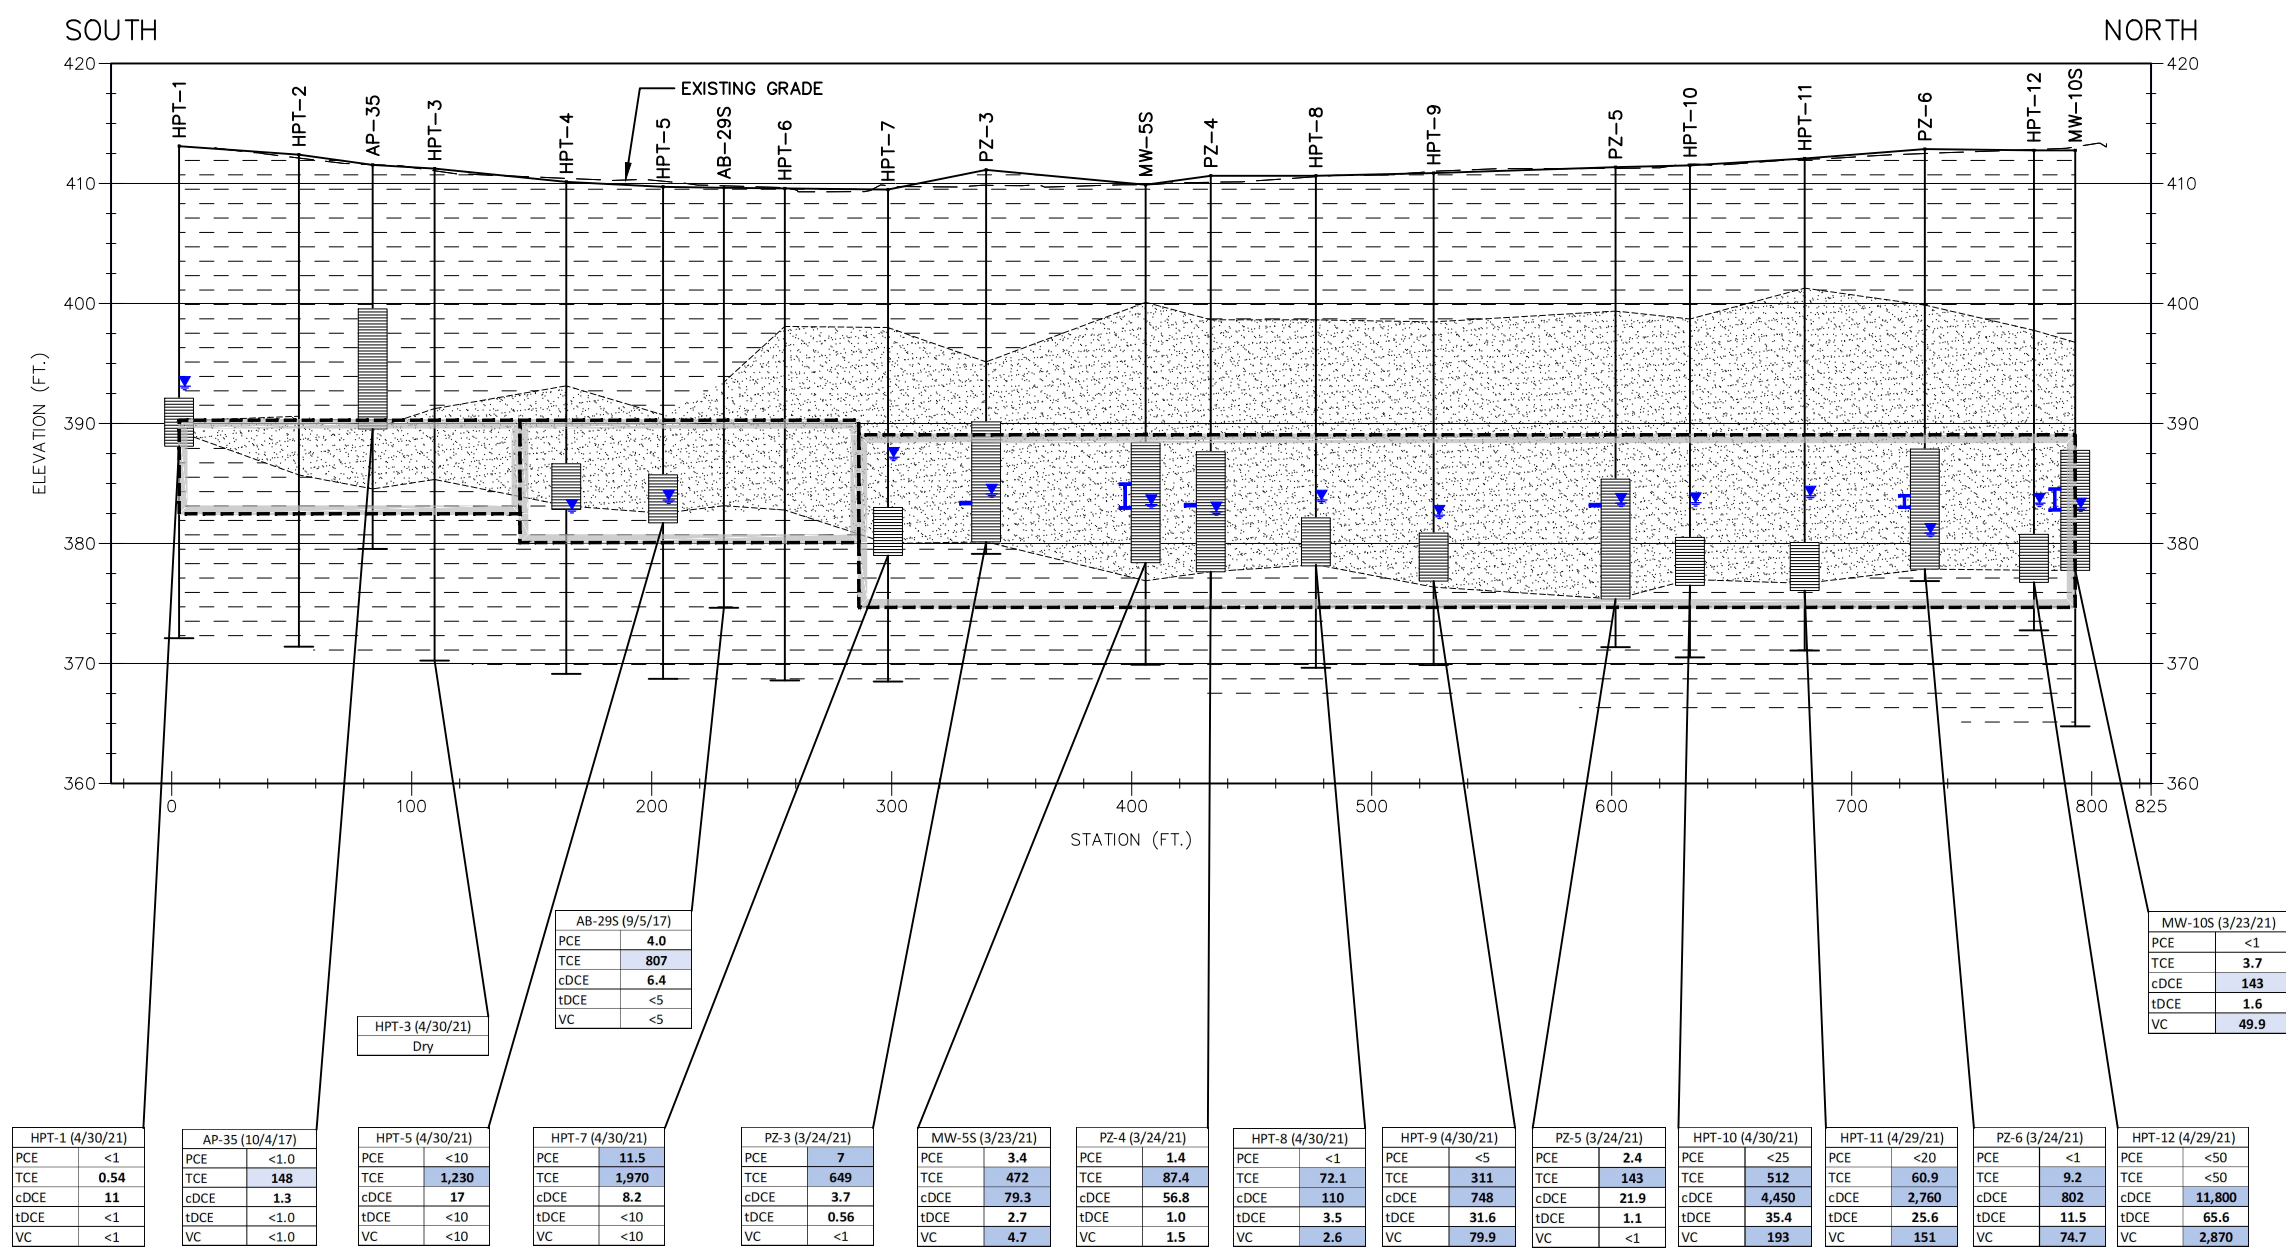 SOUTH
NORTH
420
420
HPT-1
HPT-2
AP-35
HPT-3
HPT-4
EXISTING GRADE
HPT-5
AB-29S
HPT-6
HPT-7
PZ-3
MW-5S
PZ-4
HPT-8
HPT-9
PZ-5
HPT-10
HPT-11
PZ-6
HPT-12
MW-10S
410
410
400
400
390
390
380
380
370
370
360
360
ELEVATION (FT.)
0
100
200
300
400
500
600
700
800
825
STATION (FT.)
AB-29S (9/5/17)
PCE 4.0
TCE 807
cDCE 6.4
tDCE <5
VC <5
MW-10S (3/23/21)
PCE <1
TCE 3.7
cDCE 143
tDCE 1.6
VC 49.9
HPT-3 (4/30/21)
Dry
HPT-1 (4/30/21)
PCE <1
TCE 0.54
cDCE 11
tDCE <1
VC <1
AP-35 (10/4/17)
PCE <1.0
TCE 148
cDCE 1.3
tDCE <1.0
VC <1.0
HPT-5 (4/30/21)
PCE <10
TCE 1,230
cDCE 17
tDCE <10
VC <10
HPT-7 (4/30/21)
PCE 11.5
TCE 1,970
cDCE 8.2
tDCE <10
VC <10
PZ-3 (3/24/21)
PCE 7
TCE 649
cDCE 3.7
tDCE 0.56
VC <1
MW-5S (3/23/21)
PCE 3.4
TCE 472
cDCE 79.3
tDCE 2.7
VC 4.7
PZ-4 (3/24/21)
PCE 1.4
TCE 87.4
cDCE 56.8
tDCE 1.0
VC 1.5
HPT-8 (4/30/21)
PCE <1
TCE 72.1
cDCE 110
tDCE 3.5
VC 2.6
HPT-9 (4/30/21)
PCE <5
TCE 311
cDCE 748
tDCE 31.6
VC 79.9
PZ-5 (3/24/21)
PCE 2.4
TCE 143
cDCE 21.9
tDCE 1.1
VC <1
HPT-10 (4/30/21)
PCE <25
TCE 512
cDCE 4,450
tDCE 35.4
VC 193
HPT-11 (4/29/21)
PCE <20
TCE 60.9
cDCE 2,760
tDCE 25.6
VC 151
PZ-6 (3/24/21)
PCE <1
TCE 9.2
cDCE 802
tDCE 11.5
VC 74.7
HPT-12 (4/29/21)
PCE <50
TCE <50
cDCE 11,800
tDCE 65.6
VC 2,870